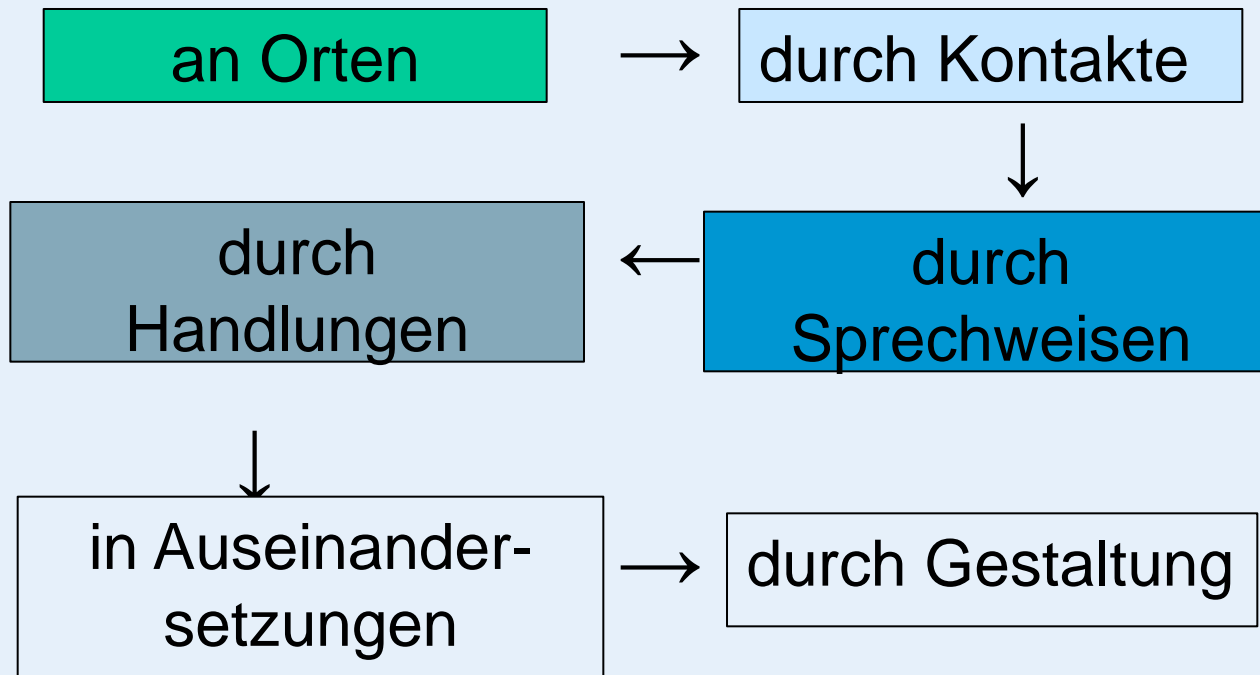 an Orten
→
durch Kontakte
↓
durch
Sprechweisen
←
durch
Handlungen
↓
in Auseinander-
setzungen
→
durch Gestaltung